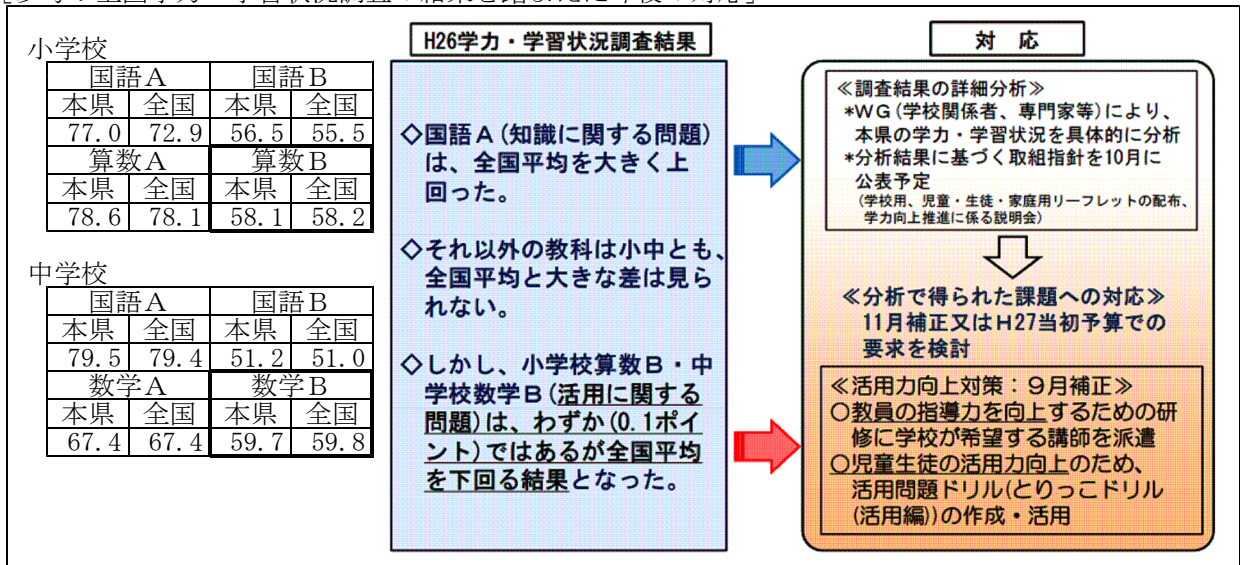 小学校
国語A 国語B
本県 全国 本県 全国
77.0 72.9 56.5 55.5
算数A 算数B
本県 全国 本県 全国
78.6 78.1 58.1 58.2
中学校
国語A 国語B
本県 全国 本県 全国
79.5 79.4 51.2 51.0
数学A 数学B
本県 全国 本県 全国
67.4 67.4 59.7 59.8
H26学力・学習状況調査結果
◇国語A(知識に関する問題)
は、全国平均を大きく上
回った。
◇それ以外の教科は小中とも、
全国平均と大きな差は見ら
れない。
◇しかし、小学校算数B・中
学校数学B(活用に関する
問題)は、わずか(0.1ポイ
ント)ではあるが全国平均
を下回る結果となった。
対 応
≪調査結果の詳細分析≫
*WG(学校関係者、専門家等)により、
本県の学力・学習状況を具体的に分析
*分析結果に基づく取組指針を10月に
公表予定
(学校用、児童・生徒・家庭用リーフレットの配布、
学力向上推進に係る説明会)
≪分析で得られた課題への対応≫
11月補正又はH27当初予算での
要求を検討
≪活用力向上対策：9月補正≫
○教員の指導力を向上するための研
修に学校が希望する講師を派遣
○児童生徒の活用力向上のため、
活用問題ドリル(とりっこドリル
(活用編))の作成・活用